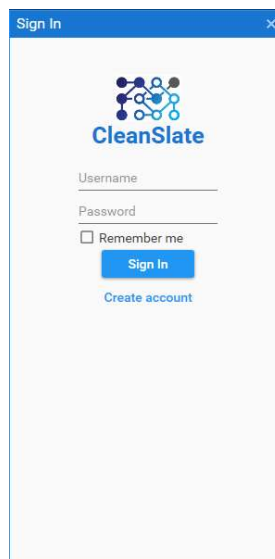 Sign In
CleanSlate
Username
Password
Remember me
Sign In
Create account